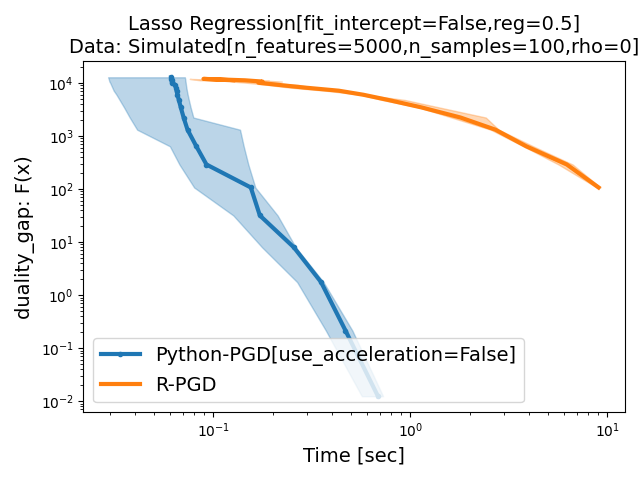 Lasso Regression[fit_intercept=False,reg=0.5]
Data: Simulated[n_features=5000,n_samples=100,rho=0]
duality_gap: F(x)
10⁴
10³
10²
10¹
10⁰
10⁻¹
10⁻²
Python-PGD[use_acceleration=False]
R-PGD
10⁻¹
10⁰
10¹
Time [sec]